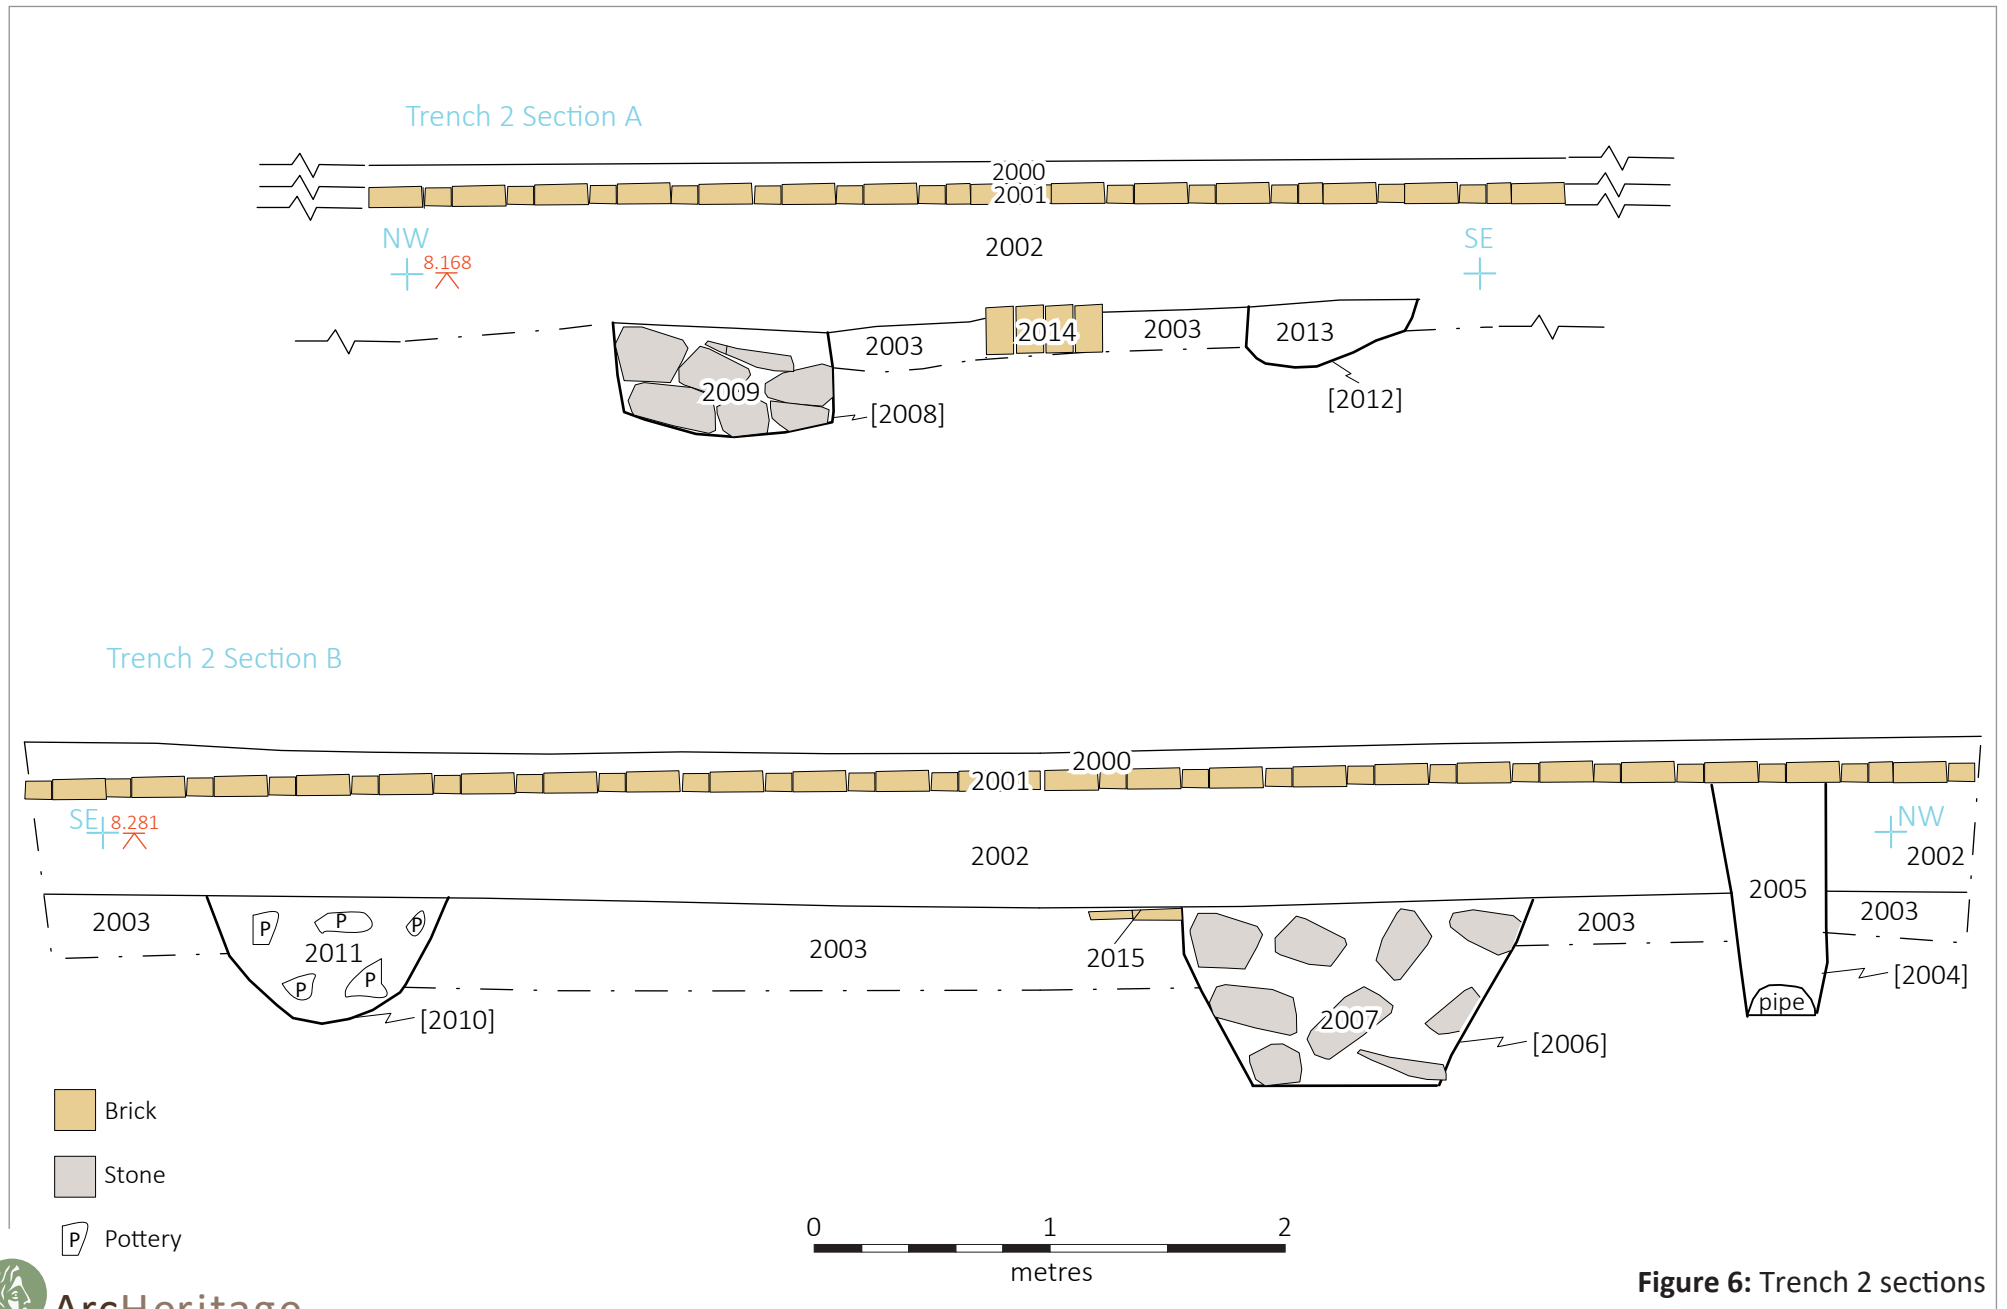 Trench 2 Section A
2000
2001
NW
8.168
2002
SE
2003
2014
2003
2013
2009
[2008]
[2012]
Trench 2 Section B
2000
2001
SE
8.281
NW
2002
2002
2003
P P P
2011
P P
[2010]
2003
2015
2007
[2006]
2003
2005
2003
[2004]
pipe
Brick
Stone
P Pottery
0 1 2
metres
Figure 6: Trench 2 sections
ArcHeritage